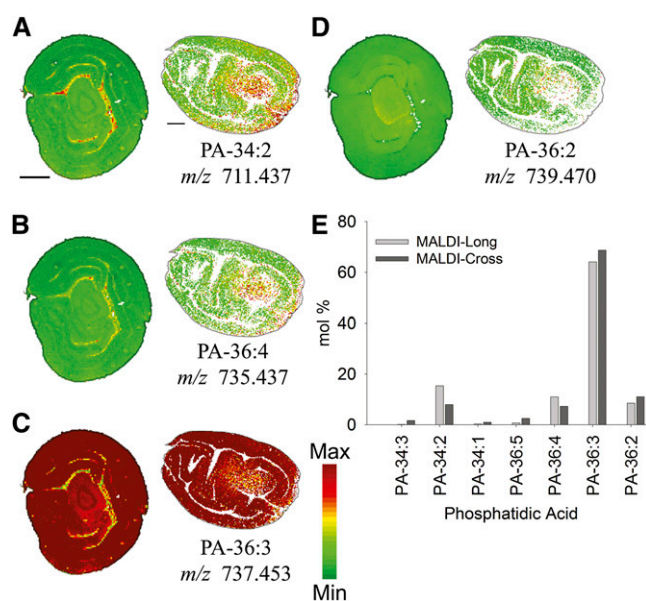 A
PA-34:2
m/z 711.437
D
PA-36:2
m/z 739.470
B
PA-36:4
m/z 735.437
C
PA-36:3
m/z 737.453
Max
Min
E
MALDI-Long
MALDI-Cross
mol %
80
60
40
20
0
PA-34:3
PA-34:2
PA-34:1
PA-36:5
PA-36:4
PA-36:3
PA-36:2
Phosphatidic Acid